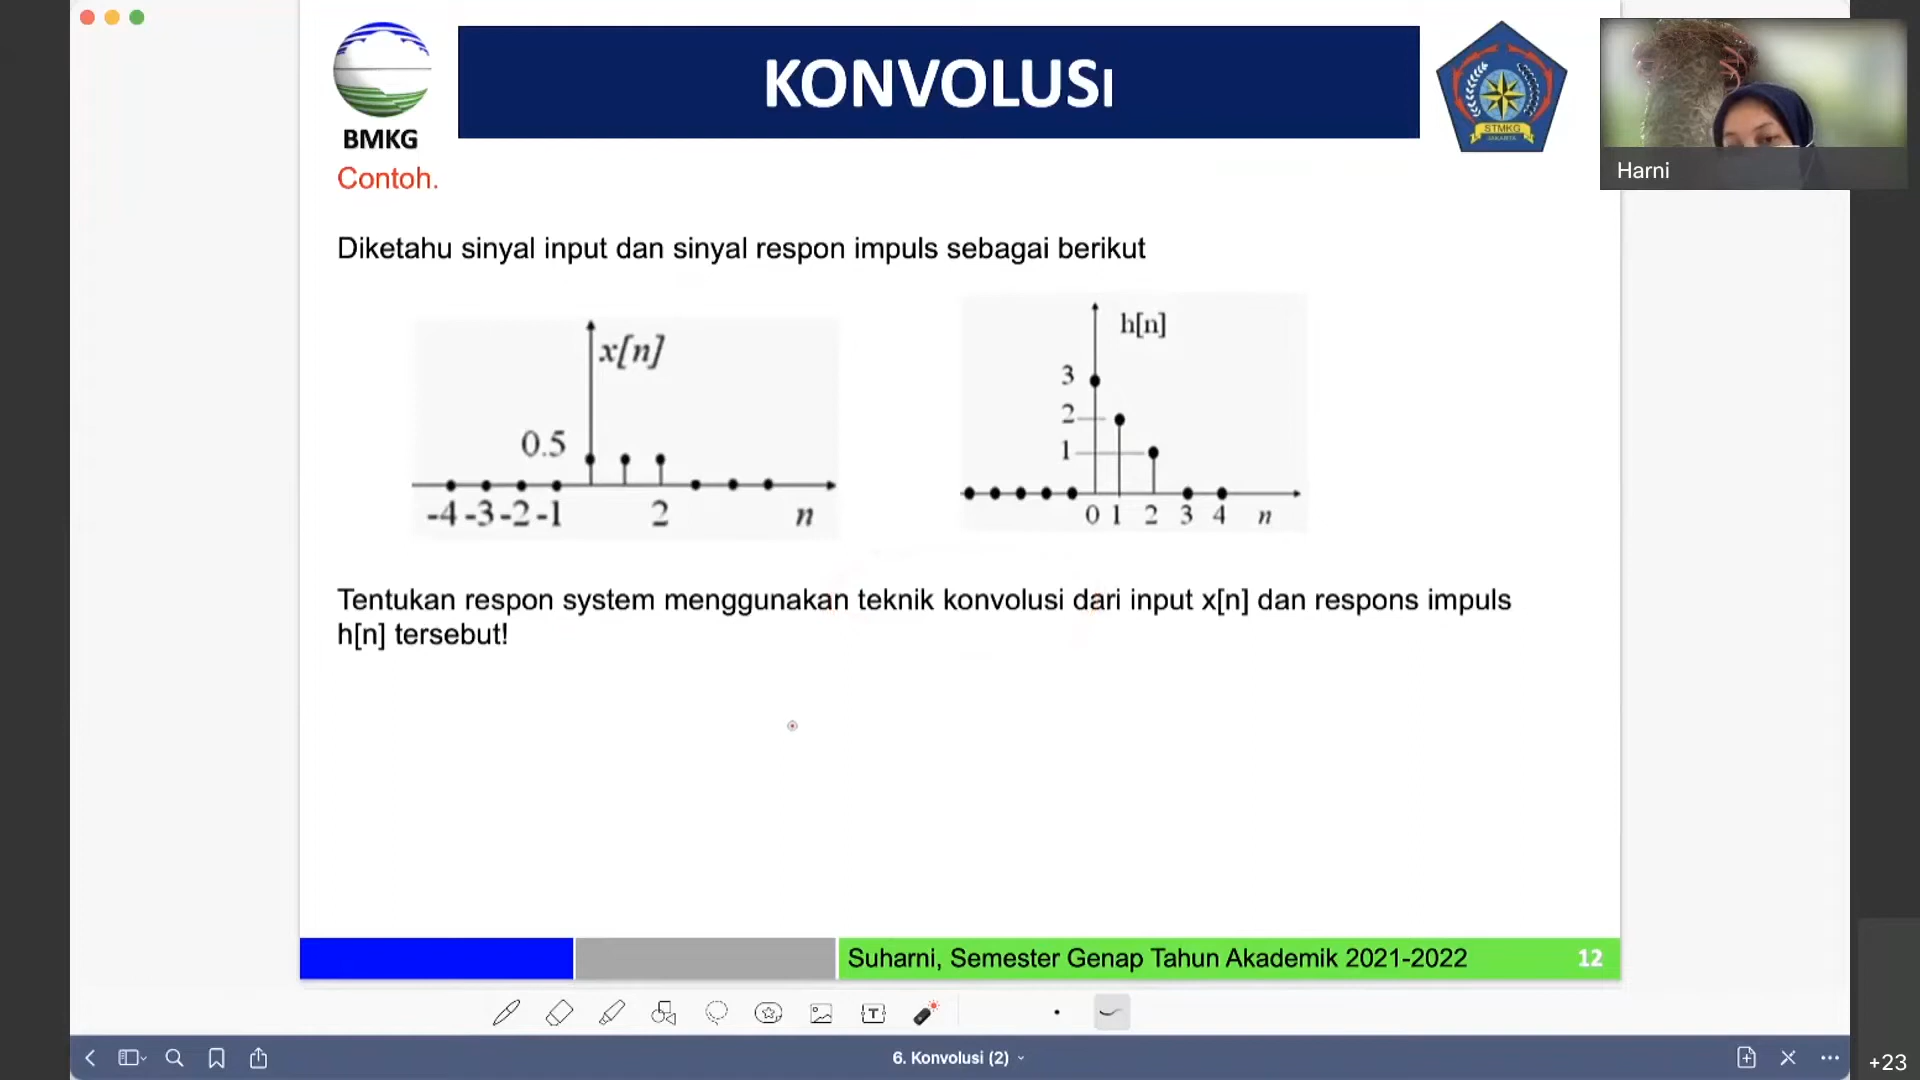 KONVOLUSI
BMKG
STMKG
JAKARTA
Harni
Contoh.
Diketahu sinyal input dan sinyal respon impuls sebagai berikut
x[n]
0.5
-4 -3 -2 -1 2 n
h[n]
3
2
1
0 1 2 3 4 n
Tentukan respon system menggunakan teknik konvolusi dari input x[n] dan respons impuls
h[n] tersebut!
Suharni, Semester Genap Tahun Akademik 2021-2022 12
6. Konvolusi (2)
+23